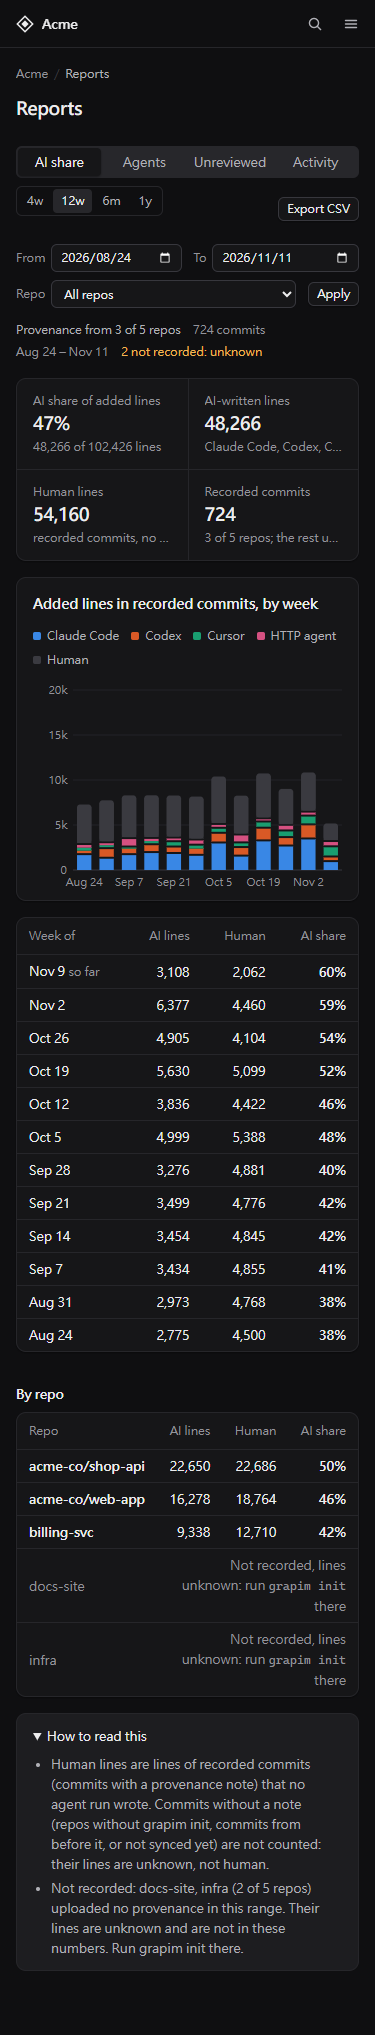 Acme
Acme / Reports
Reports
AI share Agents Unreviewed Activity
4w 12w 6m 1y
Export CSV
From 2026/08/24 To 2026/11/11
Repo All repos Apply
Provenance from 3 of 5 repos 724 commits
Aug 24 – Nov 11 2 not recorded: unknown
AI share of added lines
47%
48,266 of 102,426 lines
AI-written lines
48,266
Claude Code, Codex, C...
Human lines
54,160
recorded commits, no ...
Recorded commits
724
3 of 5 repos; the rest u...
Added lines in recorded commits, by week
Claude Code Codex Cursor HTTP agent
Human
20k
15k
10k
5k
0
Aug 24 Sep 7 Sep 21 Oct 5 Oct 19 Nov 2
Week of AI lines Human AI share
Nov 9 so far 3,108 2,062 60%
Nov 2 6,377 4,460 59%
Oct 26 4,905 4,104 54%
Oct 19 5,630 5,099 52%
Oct 12 3,836 4,422 46%
Oct 5 4,999 5,388 48%
Sep 28 3,276 4,881 40%
Sep 21 3,499 4,776 42%
Sep 14 3,454 4,845 42%
Sep 7 3,434 4,855 41%
Aug 31 2,973 4,768 38%
Aug 24 2,775 4,500 38%
By repo
Repo AI lines Human AI share
acme-co/shop-api 22,650 22,686 50%
acme-co/web-app 16,278 18,764 46%
billing-svc 9,338 12,710 42%
docs-site Not recorded, lines
unknown: run grapim init
there
infra Not recorded, lines
unknown: run grapim init
there
▼ How to read this
• Human lines are lines of recorded commits
(commits with a provenance note) that no
agent run wrote. Commits without a note
(repos without grapim init, commits from
before it, or not synced yet) are not counted:
their lines are unknown, not human.
• Not recorded: docs-site, infra (2 of 5 repos)
uploaded no provenance in this range. Their
lines are unknown and are not in these
numbers. Run grapim init there.